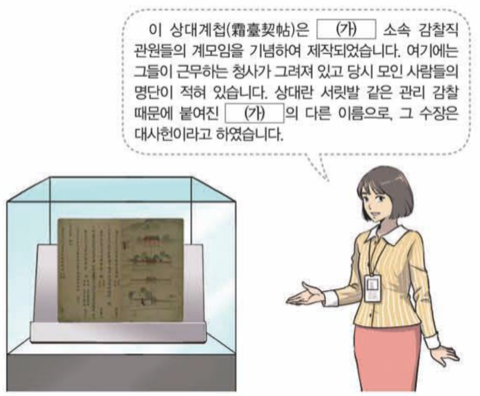 이 상대계첩(霜臺契帖)은 (가) 소속 감찰직
관원들의 계모임을 기념하여 제작되었습니다. 여기에는
그들이 근무하는 청사가 그려져 있고 당시 모인 사람들의
명단이 적혀 있습니다. 상대란 서릿발 같은 관리 감찰
때문에 붙여진 (가) 의 다른 이름으로, 그 수장은
대사헌이라고 하였습니다.